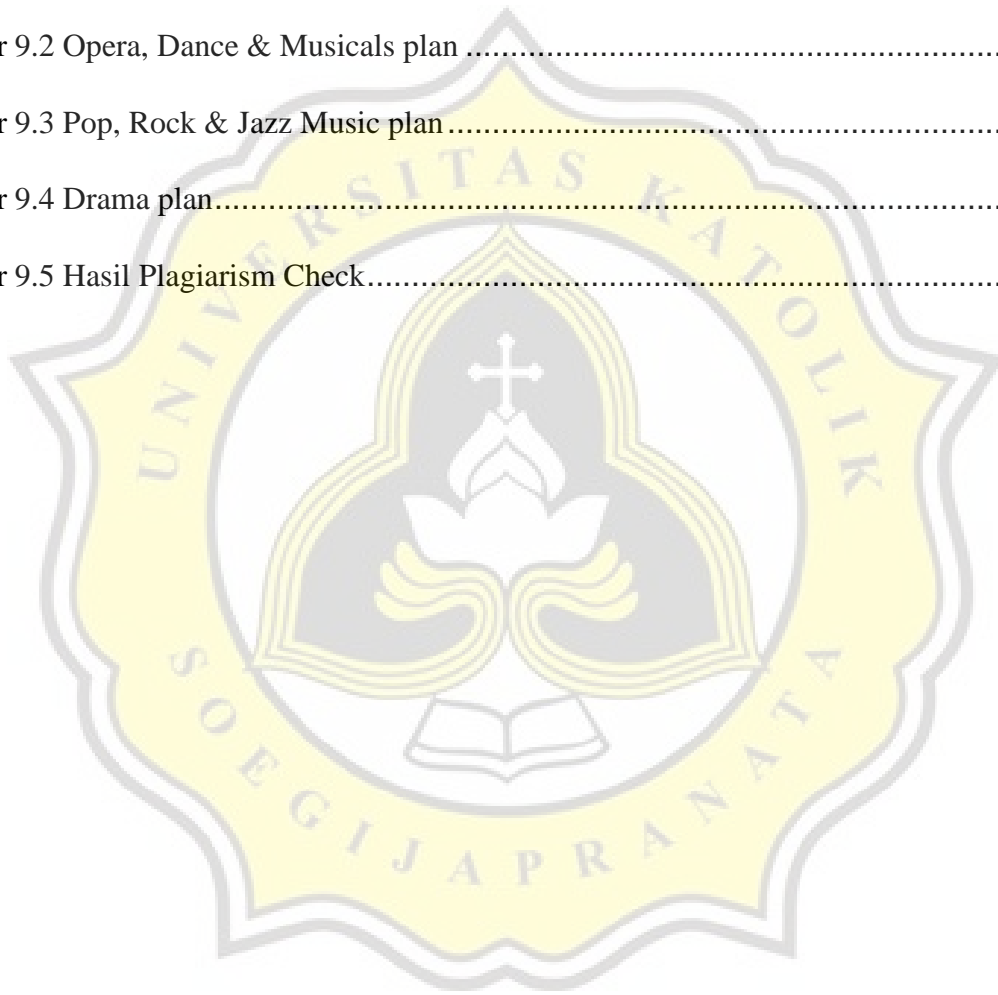 r 9.2 Opera, Dance & Musicals plan ........................................................
r 9.3 Pop, Rock & Jazz Music plan ........................................................
r 9.4 Drama plan........................................................................................
r 9.5 Hasil Plagiarism Check....................................................................
UNIVERSITAS KATOLIK
SOEGIJAPRANATA